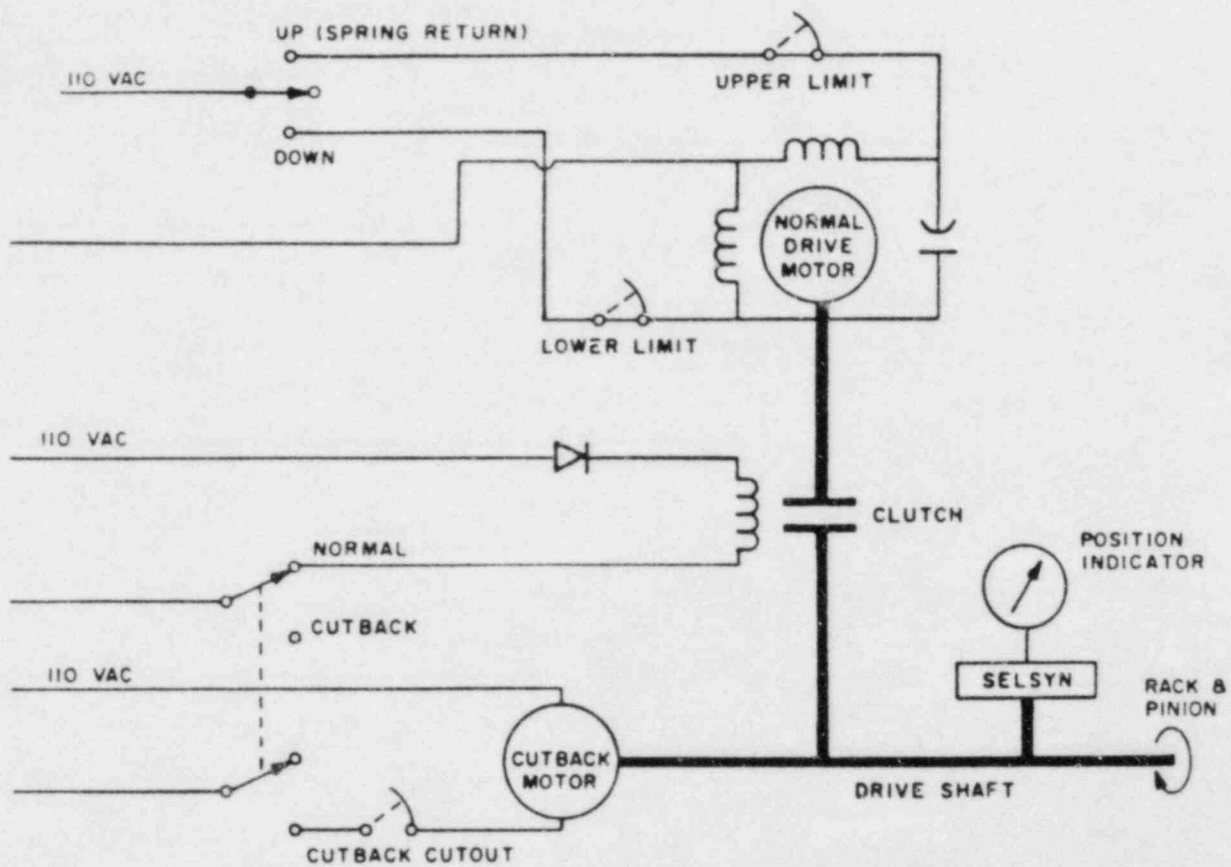 UP (SPRING RETURN)
110 VAC
UPPER LIMIT
DOWN
NORMAL
DRIVE
MOTOR
LOWER LIMIT
110 VAC
CLUTCH
NORMAL
POSITION
INDICATOR
CUTBACK
110 VAC
SELSYN
RACK &
PINION
CUTBACK
MOTOR
DRIVE SHAFT
CUTBACK CUTOUT